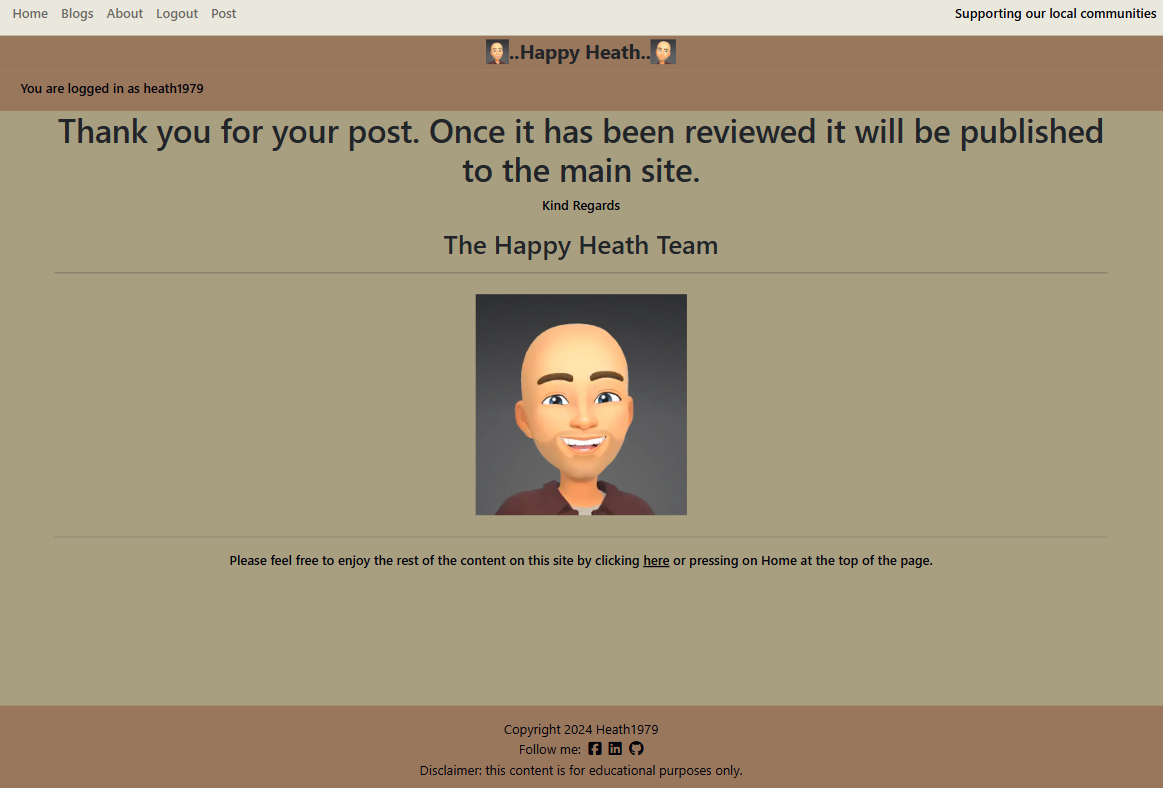 Home Blogs About Logout Post Supporting our local communities
..Happy Heath..
You are logged in as heath1979
Thank you for your post. Once it has been reviewed it will be published
to the main site.
Kind Regards
The Happy Heath Team
Please feel free to enjoy the rest of the content on this site by clicking here or pressing on Home at the top of the page.
Copyright 2024 Heath1979
Follow me:
Disclaimer: this content is for educational purposes only.